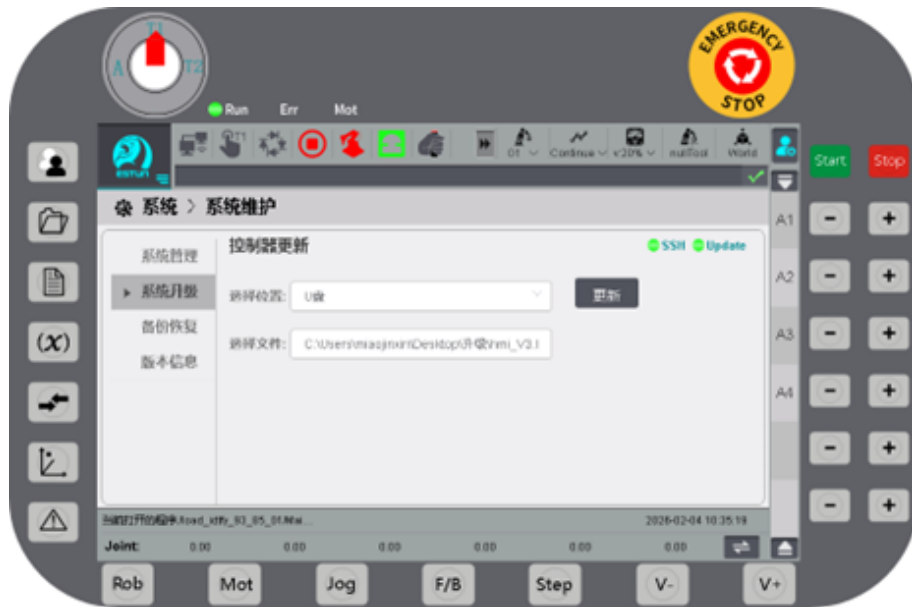 T1
A
T2
EMERGENCY
STOP
Run Err Mot
ESTUN
T1
01 Continue V20% nullTool World
Start Stop
系统 > 系统维护
A1 - +
系统管理
控制器更新
SSH Update
A2 - +
系统升级
选择位置: U盘
更新
备份恢复
(x)
A3 - +
选择文件: C:\Users\miaojinxin\Desktop\升级\hmi_V3.1
版本信息
A4 - +
- +
- +
2026-02-04 10:35:19
Joint: 0.00 0.00 0.00 0.00 0.00 0.00
Rob Mot Jog F/B Step V- V+